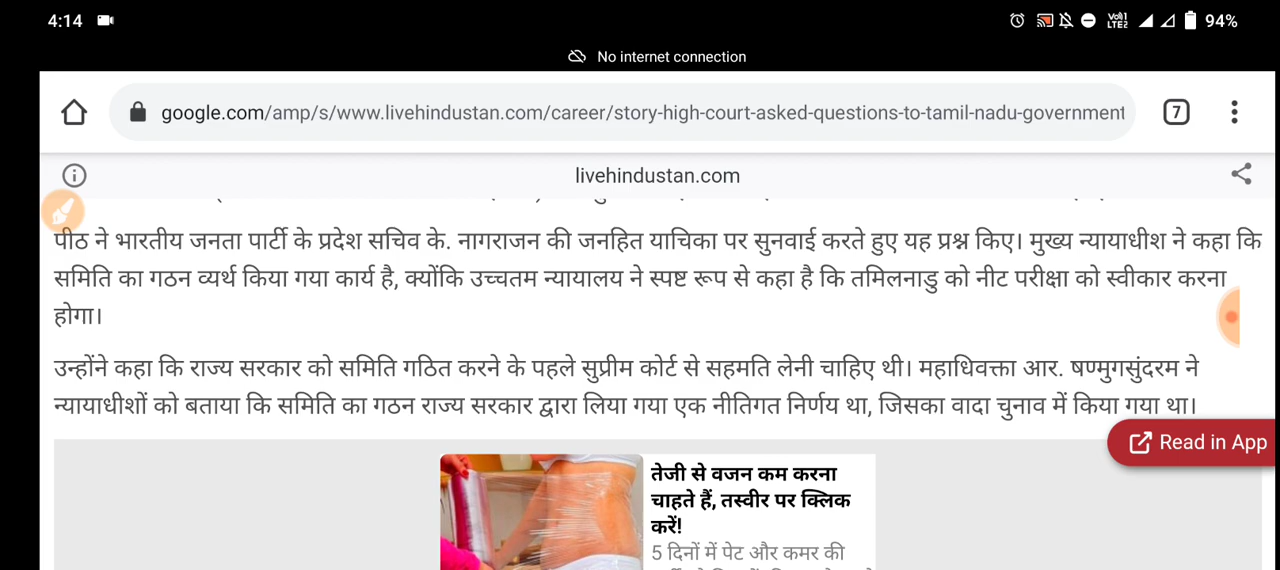 4:14
Vo)) 1
LTE2
94%
No internet connection
google.com/amp/s/www.livehindustan.com/career/story-high-court-asked-questions-to-tamil-nadu-government
7
livehindustan.com
पीठ ने भारतीय जनता पार्टी के प्रदेश सचिव के. नागराजन की जनहित याचिका पर सुनवाई करते हुए यह प्रश्न किए। मुख्य न्यायाधीश ने कहा कि
समिति का गठन व्यर्थ किया गया कार्य है, क्योंकि उच्चतम न्यायालय ने स्पष्ट रूप से कहा है कि तमिलनाडु को नीट परीक्षा को स्वीकार करना
होगा।
उन्होंने कहा कि राज्य सरकार को समिति गठित करने के पहले सुप्रीम कोर्ट से सहमति लेनी चाहिए थी। महाधिवक्ता आर. षण्मुगसुंदरम ने
न्यायाधीशों को बताया कि समिति का गठन राज्य सरकार द्वारा लिया गया एक नीतिगत निर्णय था, जिसका वादा चुनाव में किया गया था।
Read in App
तेजी से वजन कम करना
चाहते हैं, तस्वीर पर क्लिक
करें!
5 दिनों में पेट और कमर की